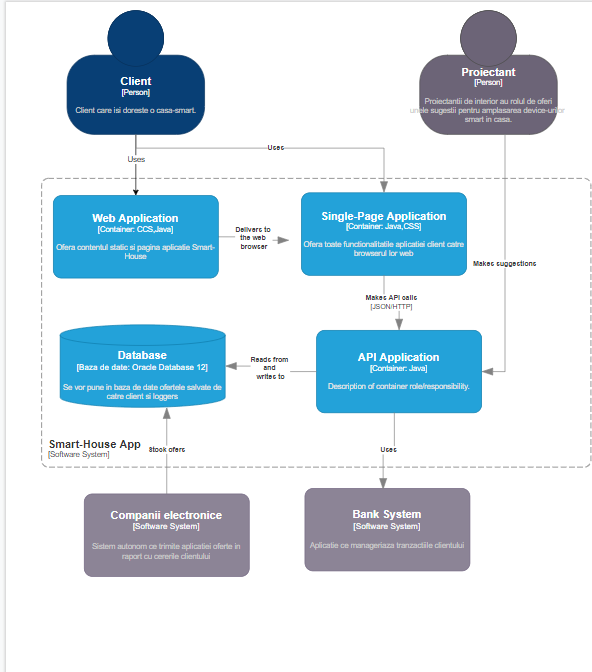 Client
[Person]
Client care isi doreste o casa-smart.
Proiectant
[Person]
Proiectantii de interior au rolul de oferi
unele sugestii pentru amplasarea device-urilor
smart in casa.
Uses
Uses
Web Application
[Container: CCS,Java]
Ofera contentul static si pagina aplicatie Smart-
House
Delivers to
the web
browser
Single-Page Application
[Container: Java,CSS]
Ofera toate functionalitatile aplicatiei client catre
browserul lor web
Makes suggestions
Makes API calls
[JSON/HTTP]
Database
[Baza de date: Oracle Database 12]
Se vor pune in baza de date ofertele salvate de
catre client si loggers
Reads from
and
writes to
API Application
[Container: Java]
Description of container role/responsibility.
Smart-House App
[Software System]
Stook ofers
Uses
Companii electronice
[Software System]
Sistem autonom ce trimite aplicatiei oferte in
raport cu cererile clientului
Bank System
[Software System]
Aplicatie ce manageriaza tranzactiile clientului